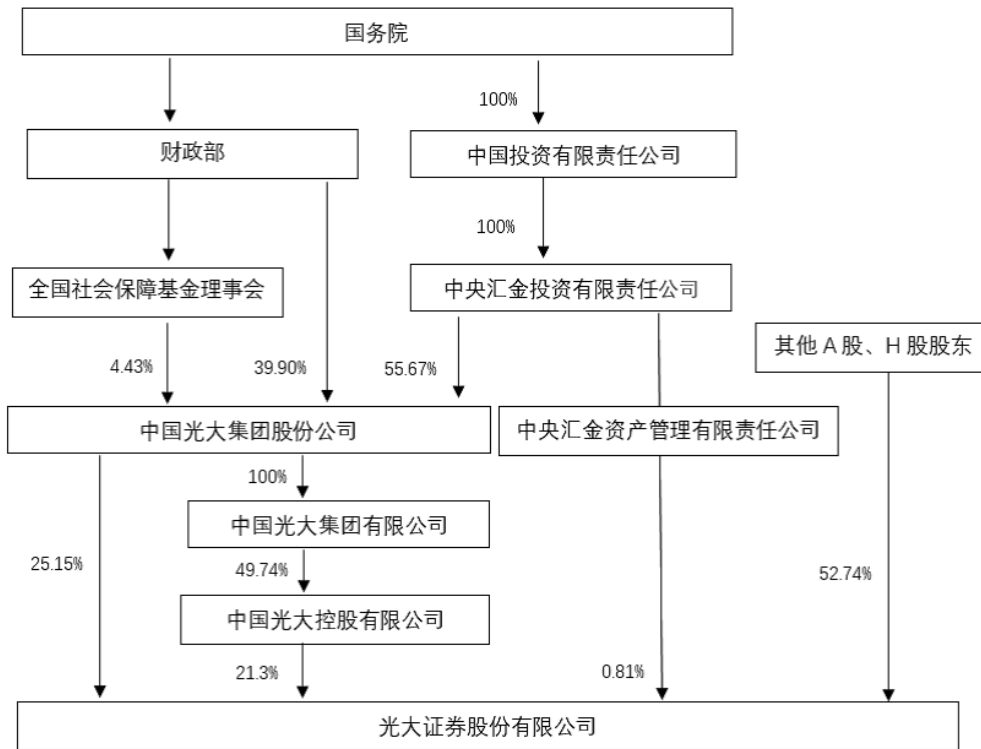 国务院
100%
财政部
中国投资有限责任公司
100%
全国社会保障基金理事会
中央汇金投资有限责任公司
其他 A 股、H 股股东
4.43%
39.90%
55.67%
中国光大集团股份公司
中央汇金资产管理有限责任公司
100%
中国光大集团有限公司
25.15%
49.74%
52.74%
中国光大控股有限公司
21.3%
0.81%
光大证券股份有限公司